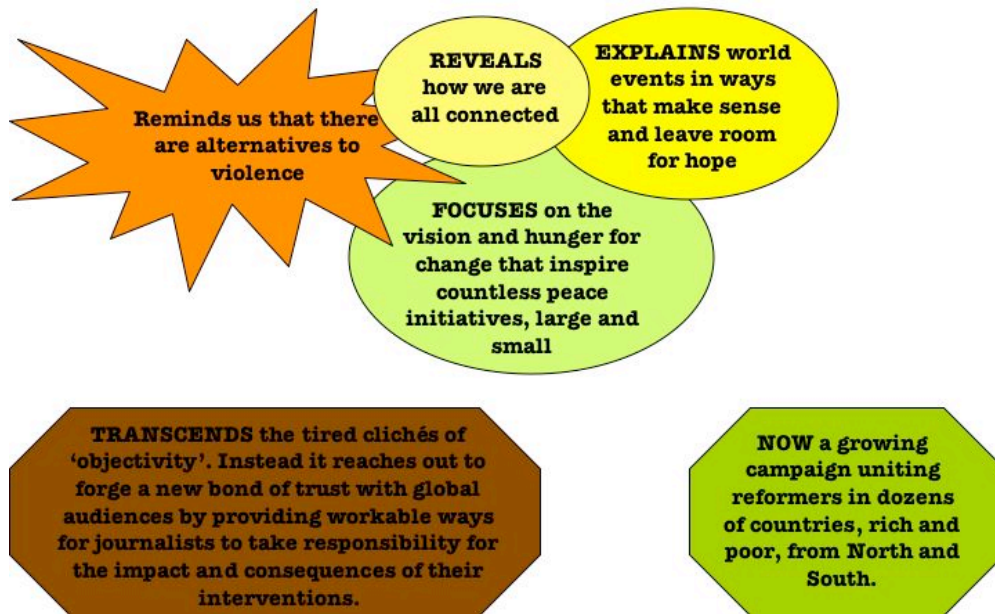 Reminds us that there
are alternatives to
violence
REVEALS
how we are
all connected
EXPLAINS world
events in ways
that make sense
and leave room
for hope
FOCUSES on the
vision and hunger for
change that inspire
countless peace
initiatives, large and
small
TRANSCENDS the tired clichés of
‘objectivity’. Instead it reaches out to
forge a new bond of trust with global
audiences by providing workable ways
for journalists to take responsibility for
the impact and consequences of their
interventions.
NOW a growing
campaign uniting
reformers in dozens
of countries, rich and
poor, from North and
South.